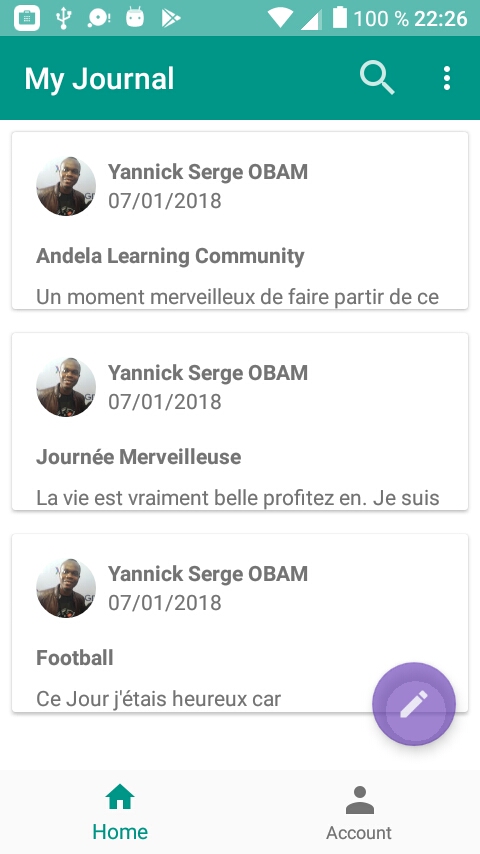 100 % 22:26
My Journal
Yannick Serge OBAM
07/01/2018
Andela Learning Community
Un moment merveilleux de faire partir de ce
Yannick Serge OBAM
07/01/2018
Journée Merveilleuse
La vie est vraiment belle profitez en. Je suis
Yannick Serge OBAM
07/01/2018
Football
Ce Jour j'étais heureux car
Home
Account